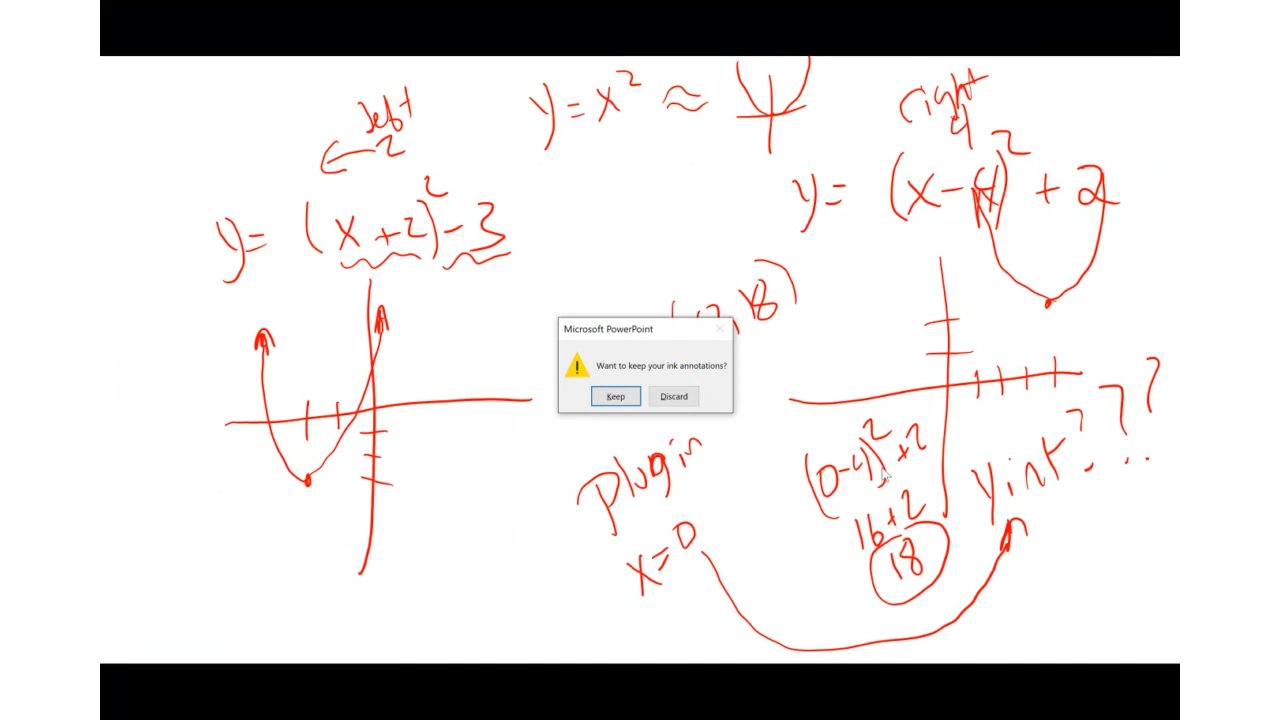 y = x² ≈
left
← 2
right
4
y = (x + 2)² - 3
y = (x - 4)² + 2
, 18)
Microsoft PowerPoint
Want to keep your ink annotations?
Keep
Discard
Plug in
x = 0
(0 - 4)² + 2
16 + 2
18
y int? ? ?